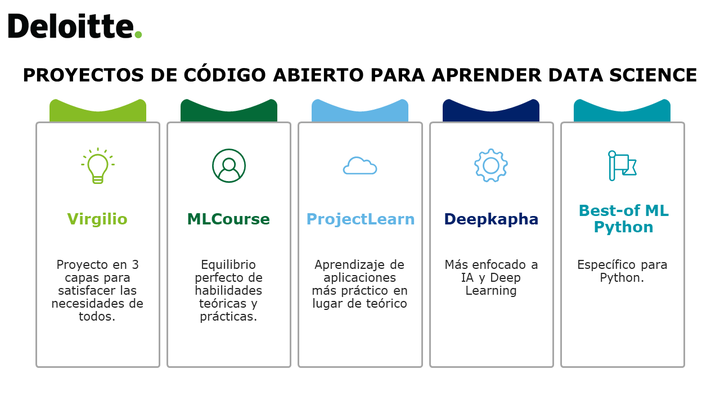 Deloitte.
PROYECTOS DE CÓDIGO ABIERTO PARA APRENDER DATA SCIENCE
Virgilio
Proyecto en 3
capas para
satisfacer las
necesidades de
todos.
MLCourse
Equilibrio
perfecto de
habilidades
teóricas y
prácticas.
ProjectLearn
Aprendizaje de
aplicaciones
más práctico en
lugar de teórico
Deepkapha
Más enfocado a
IA y Deep
Learning
Best-of ML
Python
Específico para
Python.